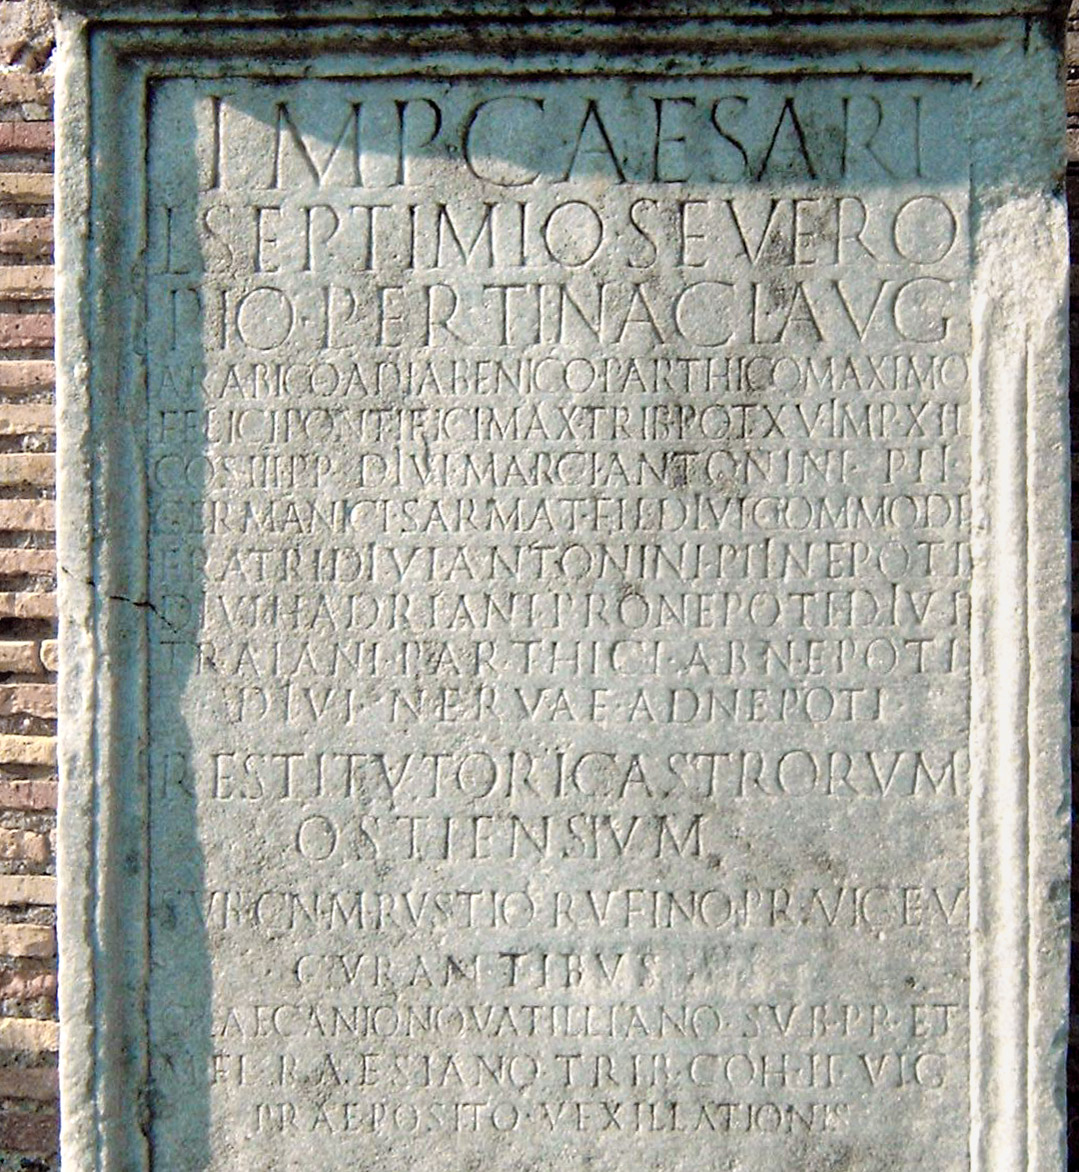 IMP CAESARI
L·SEPTIMIO·SEVERO
PIO·PERTINACI·AVG
ARABICO·ADIABENICO·PARTHICO·MAXIMO
FELICI·PONTIFICI·MAX·TRIB·POT·XV·IMP·XII
COS·III·P·P· DIVI·MARCI·ANTONINI· PII·
GERMANICI·SARMAT·FIL·DIVI·COMMODI
FRATRI·DIVI·ANTONINI·PII·NEPOTI
DIVI·HADRIANI·PRONEPOTI·DIVI
TRAIANI·PARTHICI·ABNEPOTI
DIVI·NERVAE·ADNEPOTI
RESTITVTORI·CASTRORVM
OSTIENSIVM
SVB·CN·M·RVSTIO·RVFINO·PR·VIG·E V
CVRANTIBVS
C·LAECANIO·NOVATILLIANO·SVB·PR·ET
M·FL·RAESIANO·TRIB·COH·II·VIG
PRAEPOSITO·VEXILLATIONIS